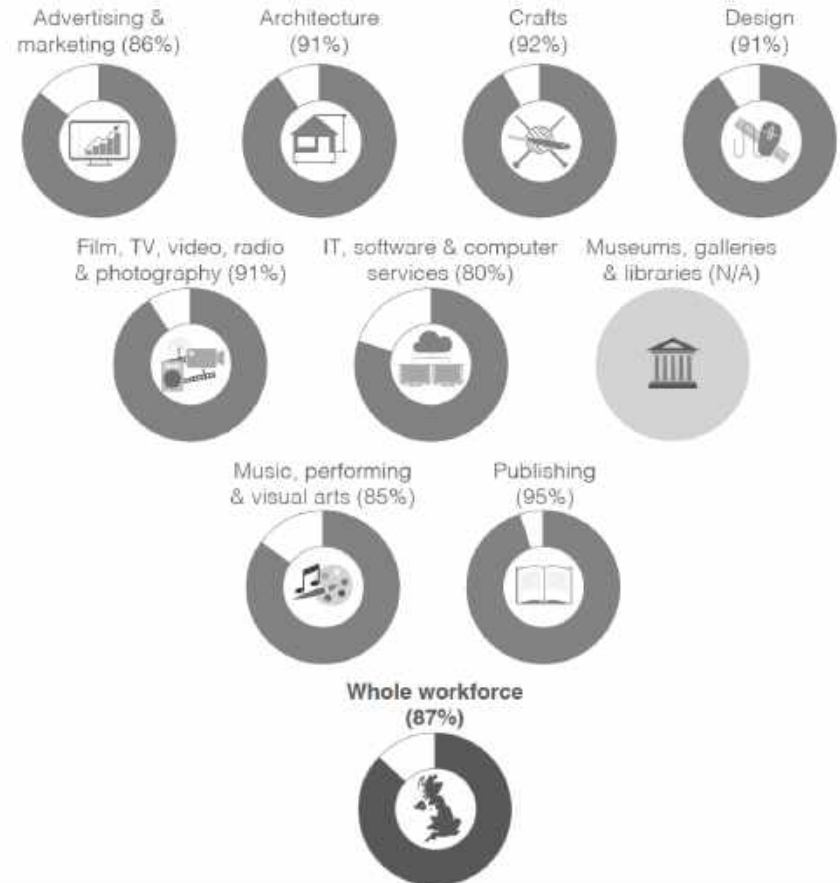 Advertising &
marketing (86%)
Architecture
(91%)
Crafts
(92%)
Design
(91%)
Film, TV, video, radio
& photography (91%)
IT, software & computer
services (80%)
Museums, galleries
& libraries (N/A)
Music, performing
& visual arts (85%)
Publishing
(95%)
Whole workforce
(87%)